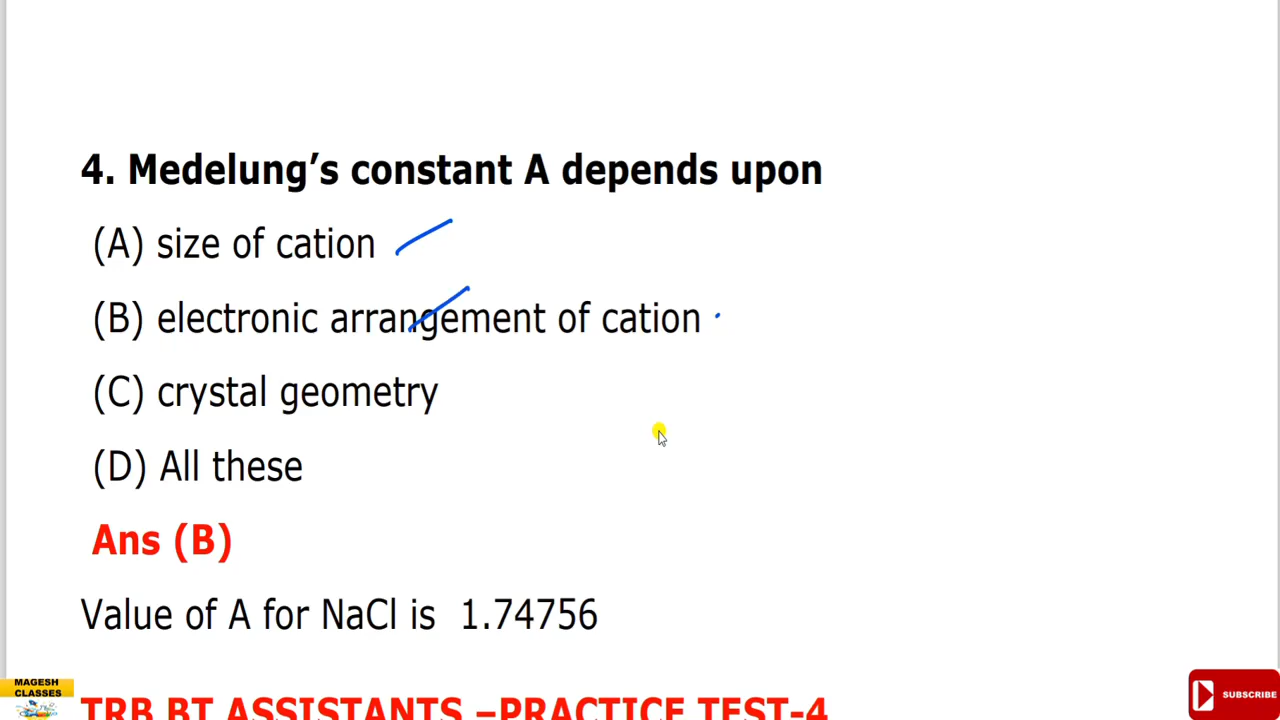 4. Medelung’s constant A depends upon
(A) size of cation
(B) electronic arrangement of cation
(C) crystal geometry
(D) All these
Ans (B)
Value of A for NaCl is 1.74756
MAGESH
CLASSES
TRB BT ASSISTANTS –PRACTICE TEST-4
SUBSCRIBE